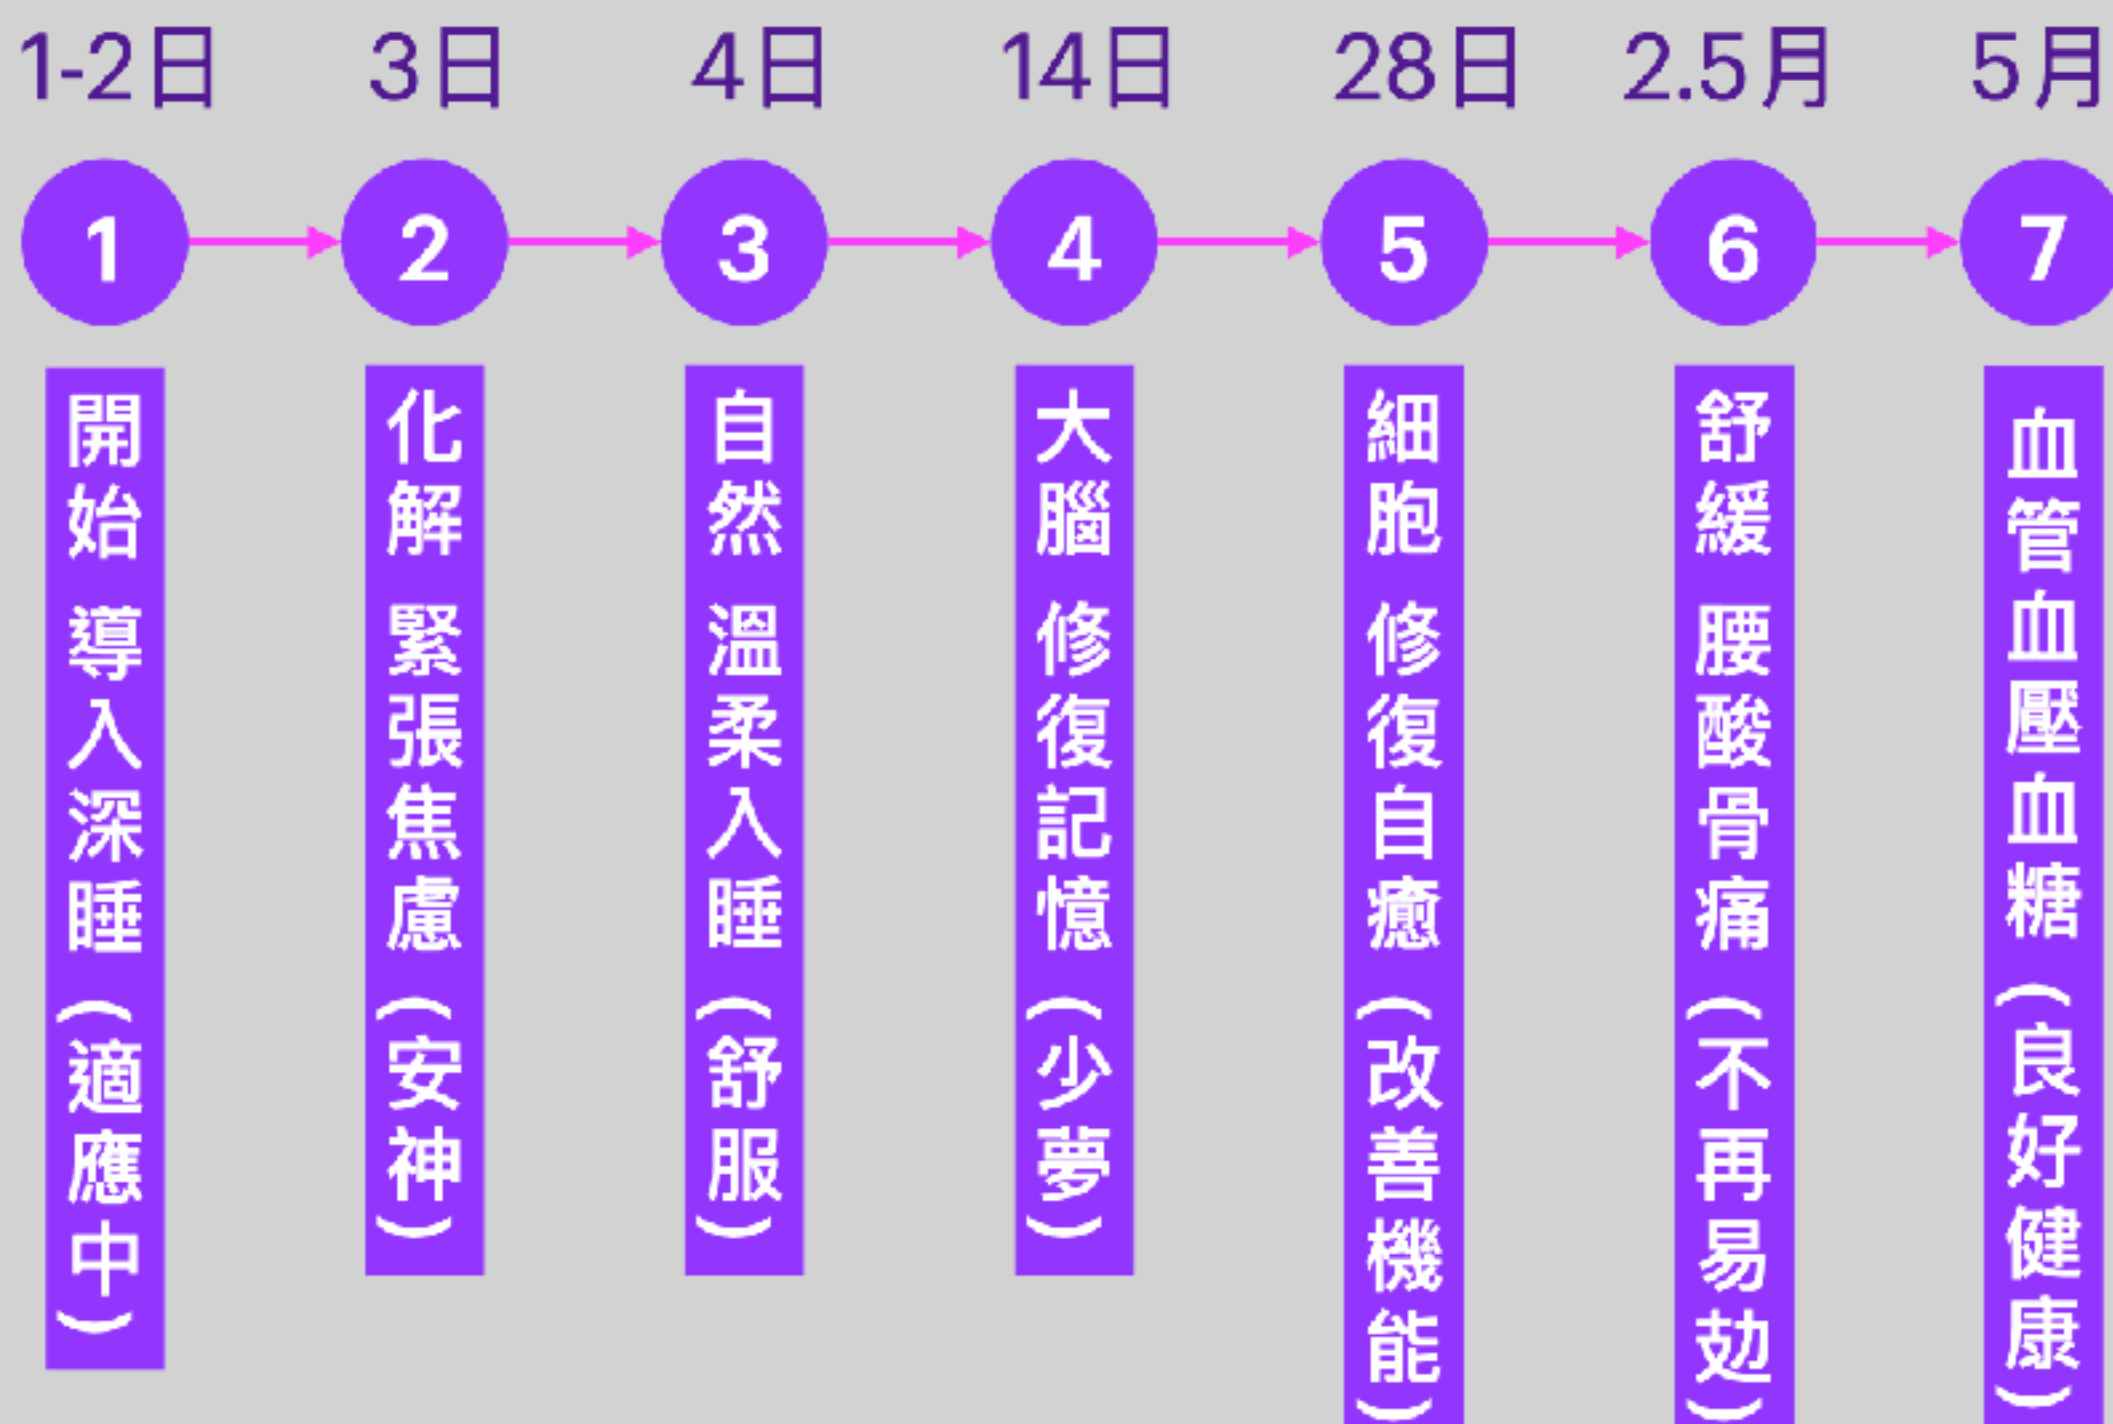 1-2日
3日
4日
14日
28日
2.5月
5月
1
2
3
4
5
6
7
開始 導入深睡 (適應中)
化解 緊張焦慮 (安神)
自然 溫柔入睡 (舒服)
大腦 修復記憶 (少夢)
細胞 修復自癒 (改善機能)
舒緩 腰酸骨痛 (不再易攰)
血管血壓血糖 (良好健康)